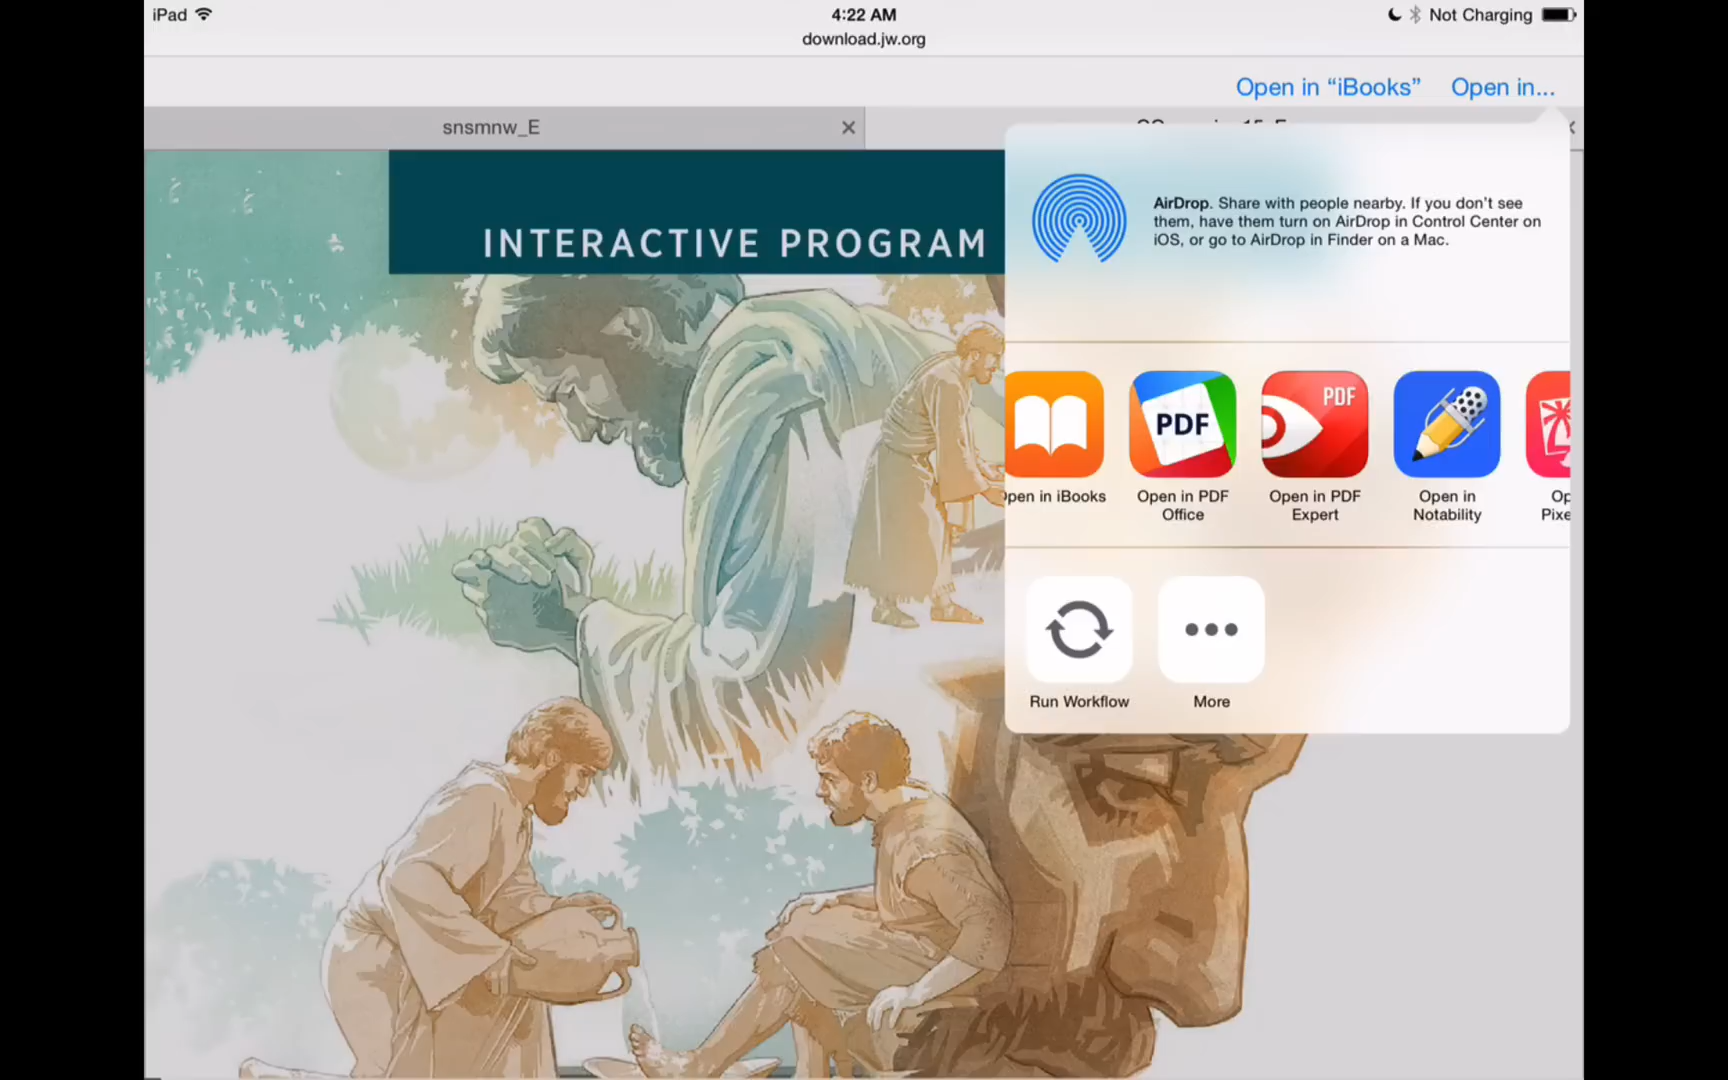 iPad
4:22 AM
Not Charging
download.jw.org
Open in “iBooks”
Open in...
snsmnw_E
INTERACTIVE PROGRAM
AirDrop. Share with people nearby. If you don’t see
them, have them turn on AirDrop in Control Center on
iOS, or go to AirDrop in Finder on a Mac.
PDF
PDF
pen in iBooks
Open in PDF
Office
Open in PDF
Expert
Open in
Notability
Op
Pixe
Run Workflow
More